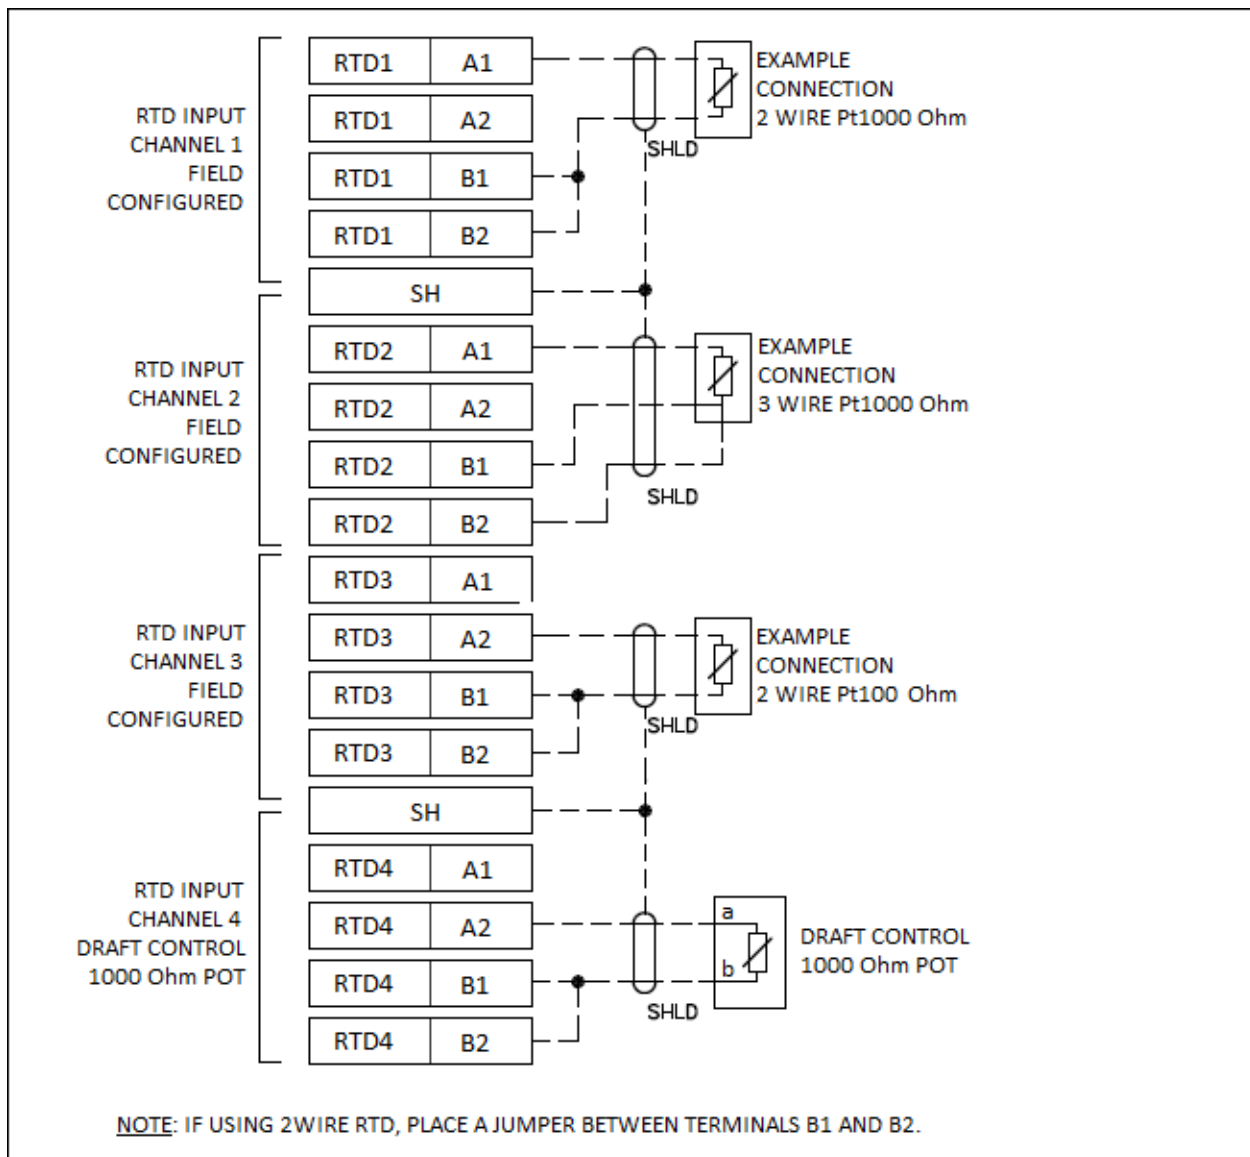 RTD INPUT
CHANNEL 1
FIELD
CONFIGURED
RTD1 A1
RTD1 A2
RTD1 B1
RTD1 B2
SH
SHLD
EXAMPLE
CONNECTION
2 WIRE Pt1000 Ohm
RTD INPUT
CHANNEL 2
FIELD
CONFIGURED
RTD2 A1
RTD2 A2
RTD2 B1
RTD2 B2
SHLD
EXAMPLE
CONNECTION
3 WIRE Pt1000 Ohm
RTD INPUT
CHANNEL 3
FIELD
CONFIGURED
RTD3 A1
RTD3 A2
RTD3 B1
RTD3 B2
SH
SHLD
EXAMPLE
CONNECTION
2 WIRE Pt100 Ohm
RTD INPUT
CHANNEL 4
DRAFT CONTROL
1000 Ohm POT
RTD4 A1
RTD4 A2
RTD4 B1
RTD4 B2
SHLD
a
b
DRAFT CONTROL
1000 Ohm POT
NOTE: IF USING 2WIRE RTD, PLACE A JUMPER BETWEEN TERMINALS B1 AND B2.